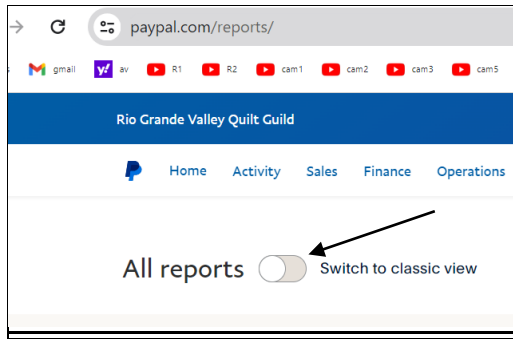 paypal.com/reports/
gmail y! av R1 R2 cam1 cam2 cam3 cam5
Rio Grande Valley Quilt Guild
Home Activity Sales Finance Operations
All reports Switch to classic view